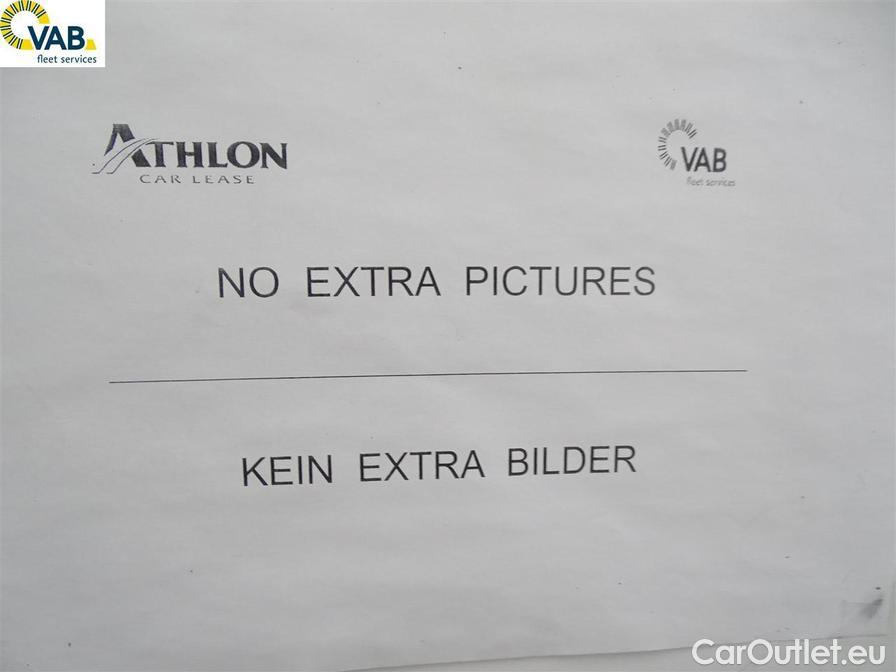 VAB
fleet services
ATHLON
CAR LEASE
VAB
fleet services
NO EXTRA PICTURES
KEIN EXTRA BILDER
CarOutlet.eu